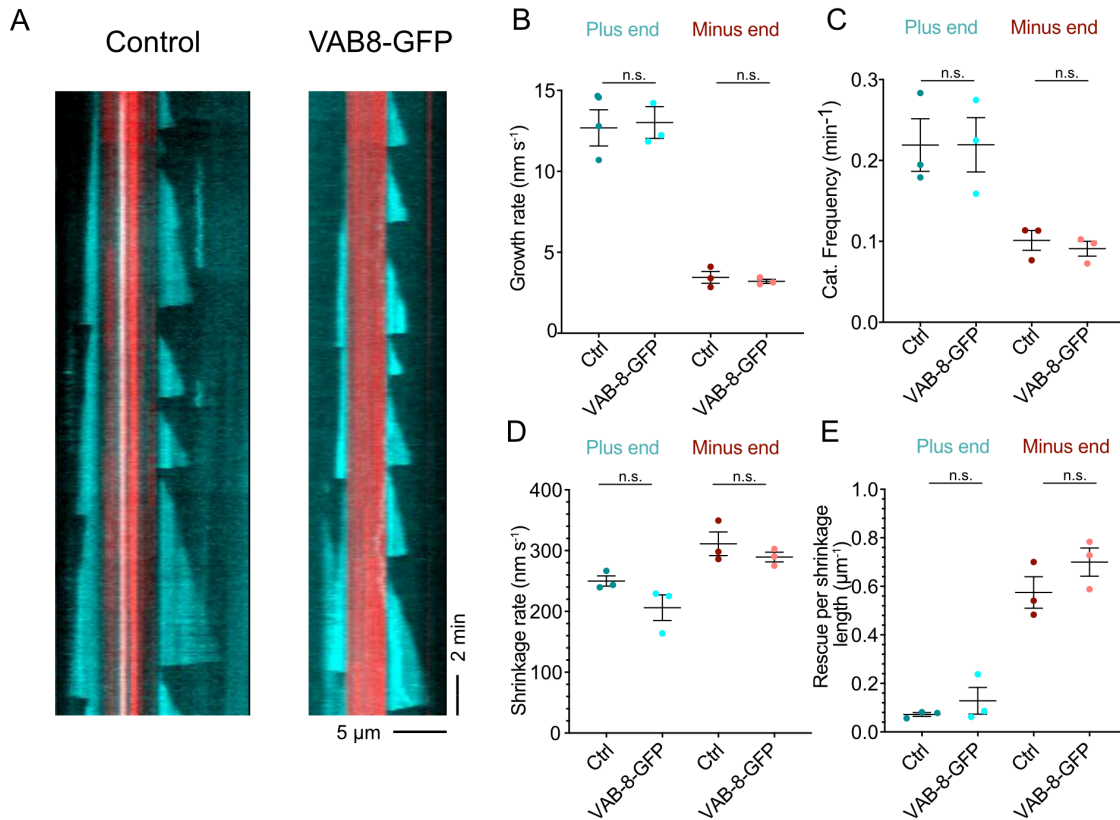 A
Control
VAB8-GFP
2 min
5 µm
B
Plus end
Minus end
n.s.
n.s.
Growth rate (nm s⁻¹)
15
10
5
0
Ctrl
VAB-8-GFP
Ctrl
VAB-8-GFP
C
Plus end
Minus end
n.s.
n.s.
Cat. Frequency (min⁻¹)
0.3
0.2
0.1
0.0
Ctrl
VAB-8-GFP
Ctrl
VAB-8-GFP
D
Plus end
Minus end
n.s.
n.s.
Shrinkage rate (nm s⁻¹)
400
300
200
100
0
Ctrl
VAB-8-GFP
Ctrl
VAB-8-GFP
E
Plus end
Minus end
n.s.
n.s.
Rescue per shrinkage
length (µm⁻¹)
1.0
0.8
0.6
0.4
0.2
0.0
Ctrl
VAB-8-GFP
Ctrl
VAB-8-GFP